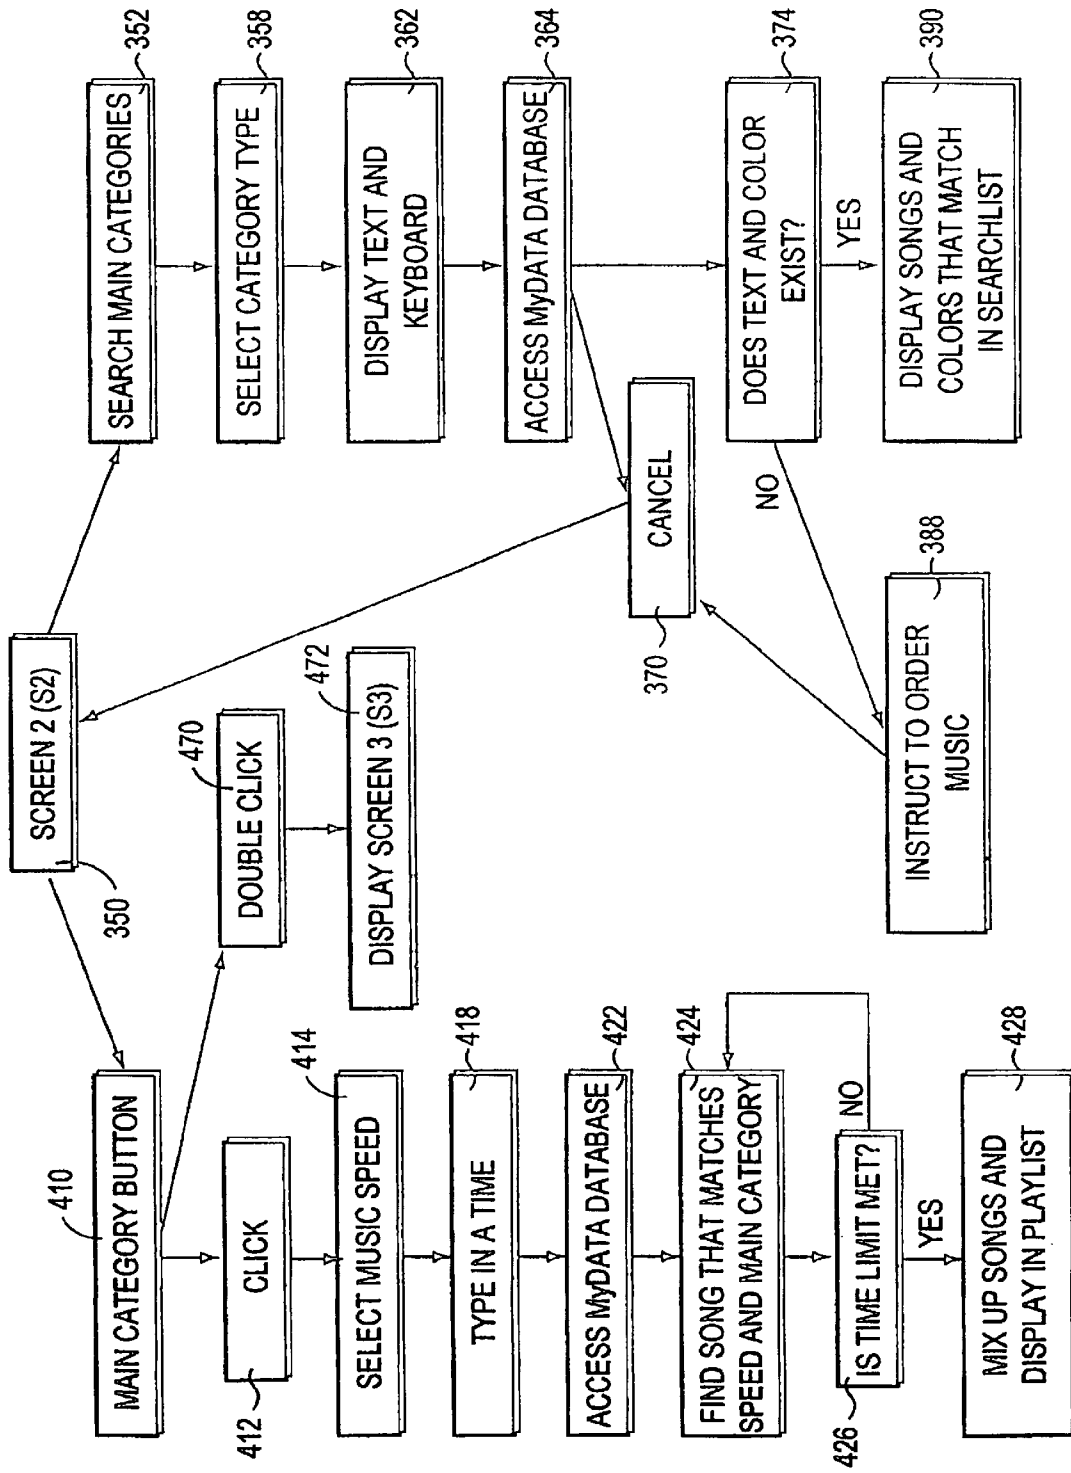 SCREEN 2 (S2)
350
MAIN CATEGORY BUTTON
410
CLICK
412
SELECT MUSIC SPEED
414
TYPE IN A TIME
418
ACCESS MyDATA DATABASE
422
FIND SONG THAT MATCHES
SPEED AND MAIN CATEGORY
424
IS TIME LIMIT MET?
426
NO
YES
MIX UP SONGS AND
DISPLAY IN PLAYLIST
428
DOUBLE CLICK
470
DISPLAY SCREEN 3 (S3)
472
SEARCH MAIN CATEGORIES
352
SELECT CATEGORY TYPE
358
DISPLAY TEXT AND
KEYBOARD
362
ACCESS MyDATA DATABASE
364
CANCEL
370
DOES TEXT AND COLOR
EXIST?
374
NO
YES
INSTRUCT TO ORDER
MUSIC
388
DISPLAY SONGS AND
COLORS THAT MATCH
IN SEARCHLIST
390